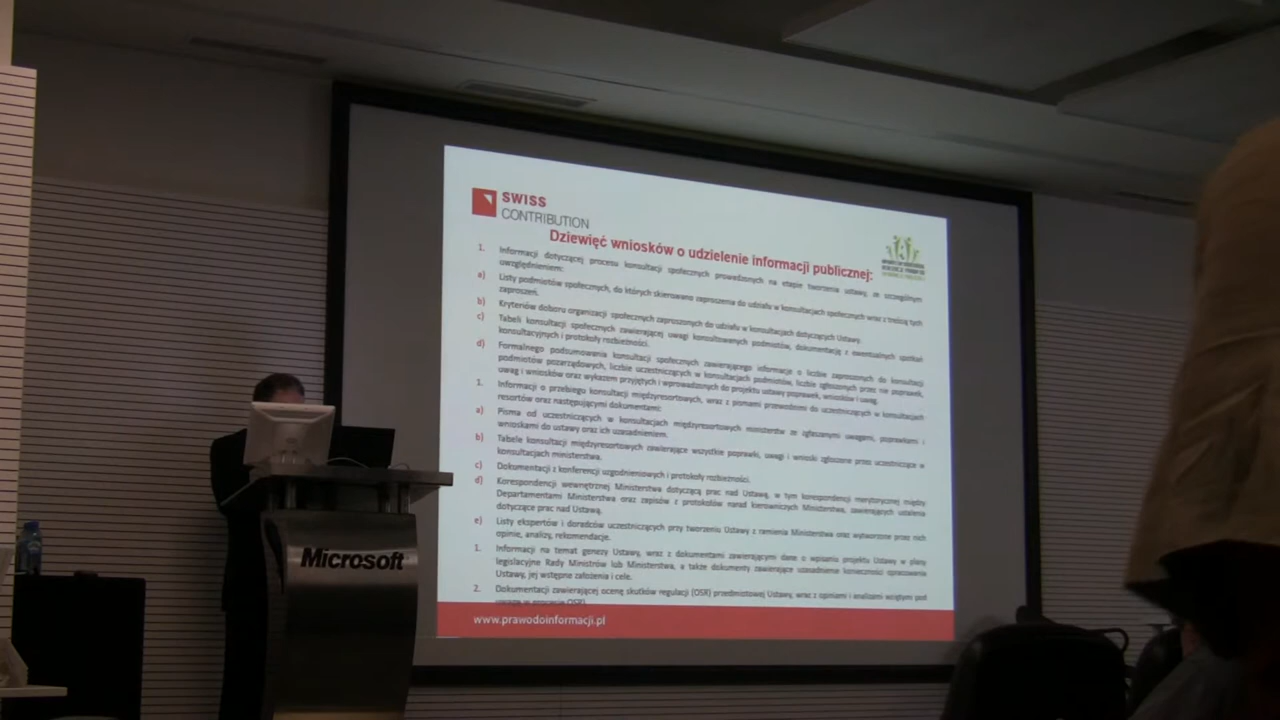 SWISS
CONTRIBUTION
Dziewięć wniosków o udzielenie informacji publicznej:
1. Informacji dotyczącej procesu konsultacji społecznych prowadzonych na etapie tworzenia ustawy, ze szczególnym
uwzględnieniem:
a) Listy podmiotów społecznych, do których skierowano zaproszenia do udziału w konsultacjach społecznych wraz z treścią tych
zaproszeń.
b) Kryteriów doboru organizacji społecznych zaproszonych do udziału w konsultacjach dotyczących Ustawy.
c) Tabeli konsultacji społecznych zawierającej uwagi konsultowanych podmiotów, dokumentację z ewentualnych spotkań
konsultacyjnych i protokoły rozbieżności.
d) Formalnego podsumowania konsultacji społecznych zawierającego informacje o liczbie zaproszonych do konsultacji
podmiotów pozarządowych, liczbie uczestniczących w konsultacjach podmiotów, liczbie zgłoszonych przez nie poprawek,
uwag i wniosków oraz wykazem przyjętych i wprowadzonych do projektu ustawy poprawek, wniosków i uwag.
1. Informacji o przebiegu konsultacji międzyresortowych, wraz z pismami przewodnimi do uczestniczących w konsultacjach
resortów oraz następującymi dokumentami:
a) Pisma od uczestniczących w konsultacjach międzyresortowych ministerstw ze zgłaszanymi uwagami, poprawkami i
wnioskami do ustawy oraz ich uzasadnieniem.
b) Tabele konsultacji międzyresortowych zawierające wszystkie poprawki, uwagi i wnioski zgłoszone przez uczestniczące w
konsultacjach ministerstwa.
c) Dokumentacji z konferencji uzgodnieniowych i protokoły rozbieżności.
d) Korespondencji wewnętrznej Ministerstwa dotyczącą prac nad Ustawą, w tym korespondencji merytorycznej między
Departamentami Ministerstwa oraz zapisów z protokołów narad kierowniczych Ministerstwa, zawierających ustalenia
dotyczące prac nad Ustawą.
e) Listy ekspertów i doradców uczestniczących przy tworzeniu Ustawy z ramienia Ministerstwa oraz wytworzone przez nich
opinie, analizy, rekomendacje.
1. Informacji na temat genezy Ustawy, wraz z dokumentami zawierającymi dane o wpisaniu projektu Ustawy w plany
legislacyjne Rady Ministrów lub Ministerstwa, a także dokumenty zawierające uzasadnienie konieczności opracowania
Ustawy, jej wstępne założenia i cele.
2. Dokumentacji zawierającej ocenę skutków regulacji (OSR) przedmiotowej Ustawy, wraz z opiniami i analizami wziętymi pod
uwagę w procesie OSR.
www.prawodoinformacji.pl
Microsoft